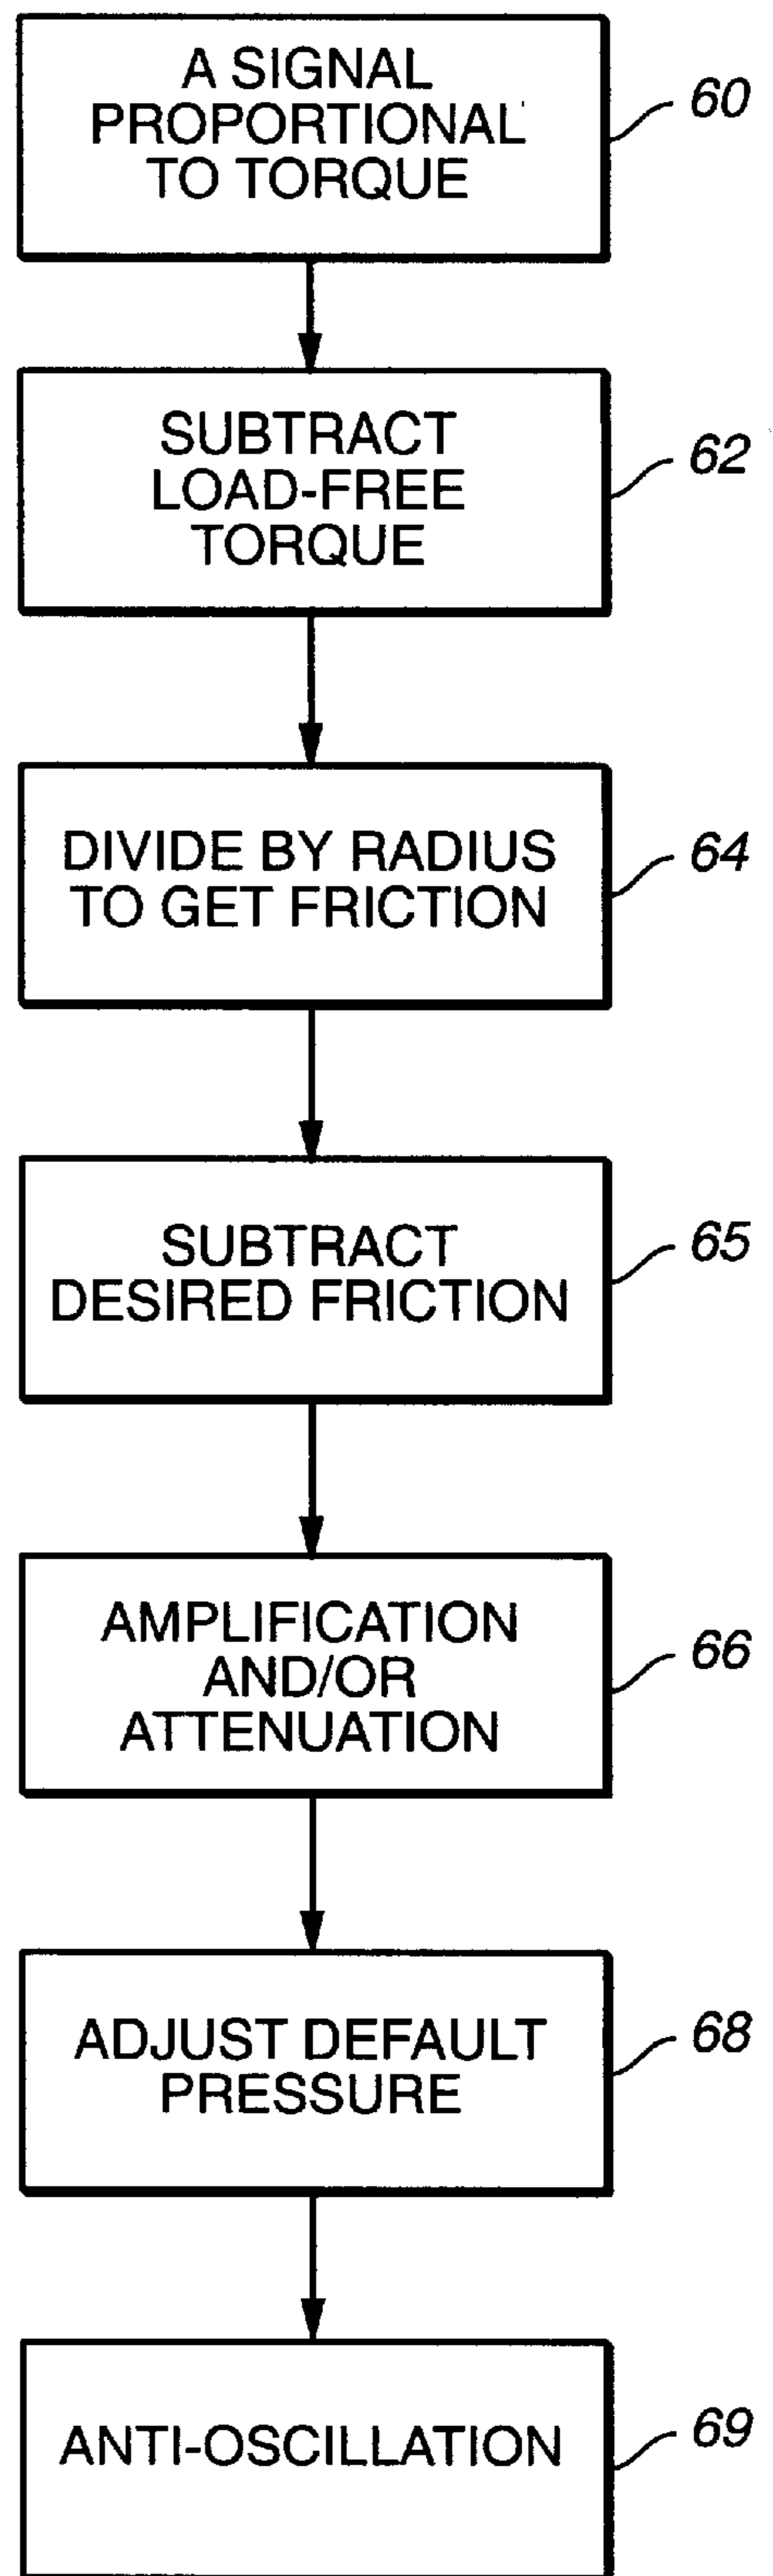 A SIGNAL
PROPORTIONAL
TO TORQUE
60
SUBTRACT
LOAD-FREE
TORQUE
62
DIVIDE BY RADIUS
TO GET FRICTION
64
SUBTRACT
DESIRED FRICTION
65
AMPLIFICATION
AND/OR
ATTENUATION
66
ADJUST DEFAULT
PRESSURE
68
ANTI-OSCILLATION
69